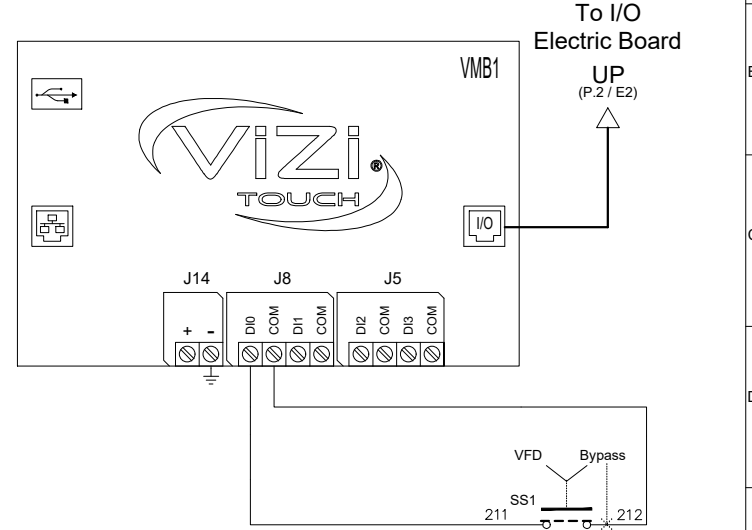 To I/O
Electric Board
UP
(P.2 / E2)
VMB1
ViZi®
TOUCH
I/O
J14
J8
J5
+ -
DI0 COM DI1 COM
DI2 COM DI3 COM
VFD Bypass
SS1
211 212